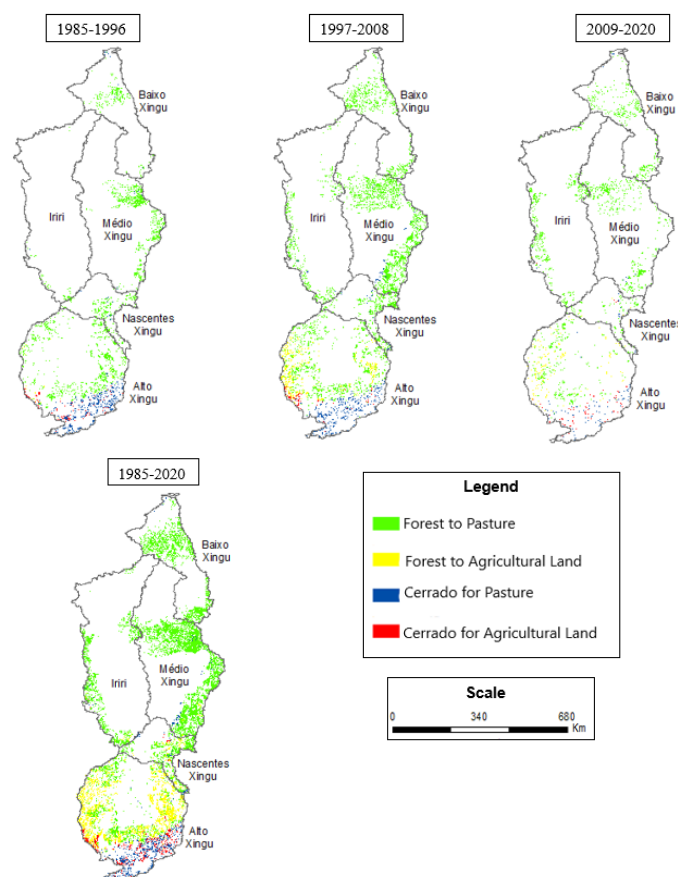 1985-1996
1997-2008
2009-2020
Baixo
Xingu
Iriri
Médio
Xingu
Nascentes
Xingu
Alto
Xingu
Baixo
Xingu
Iriri
Médio
Xingu
Nascentes
Xingu
Alto
Xingu
Baixo
Xingu
Iriri
Médio
Xingu
Nascentes
Xingu
Alto
Xingu
1985-2020
Baixo
Xingu
Iriri
Médio
Xingu
Nascentes
Xingu
Alto
Xingu
Legend
Forest to Pasture
Forest to Agricultural Land
Cerrado for Pasture
Cerrado for Agricultural Land
Scale
0 340 680
Km